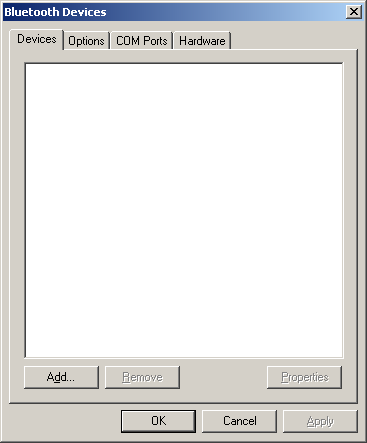 Bluetooth Devices
Devices Options COM Ports Hardware
Add... Remove Properties
OK Cancel Apply